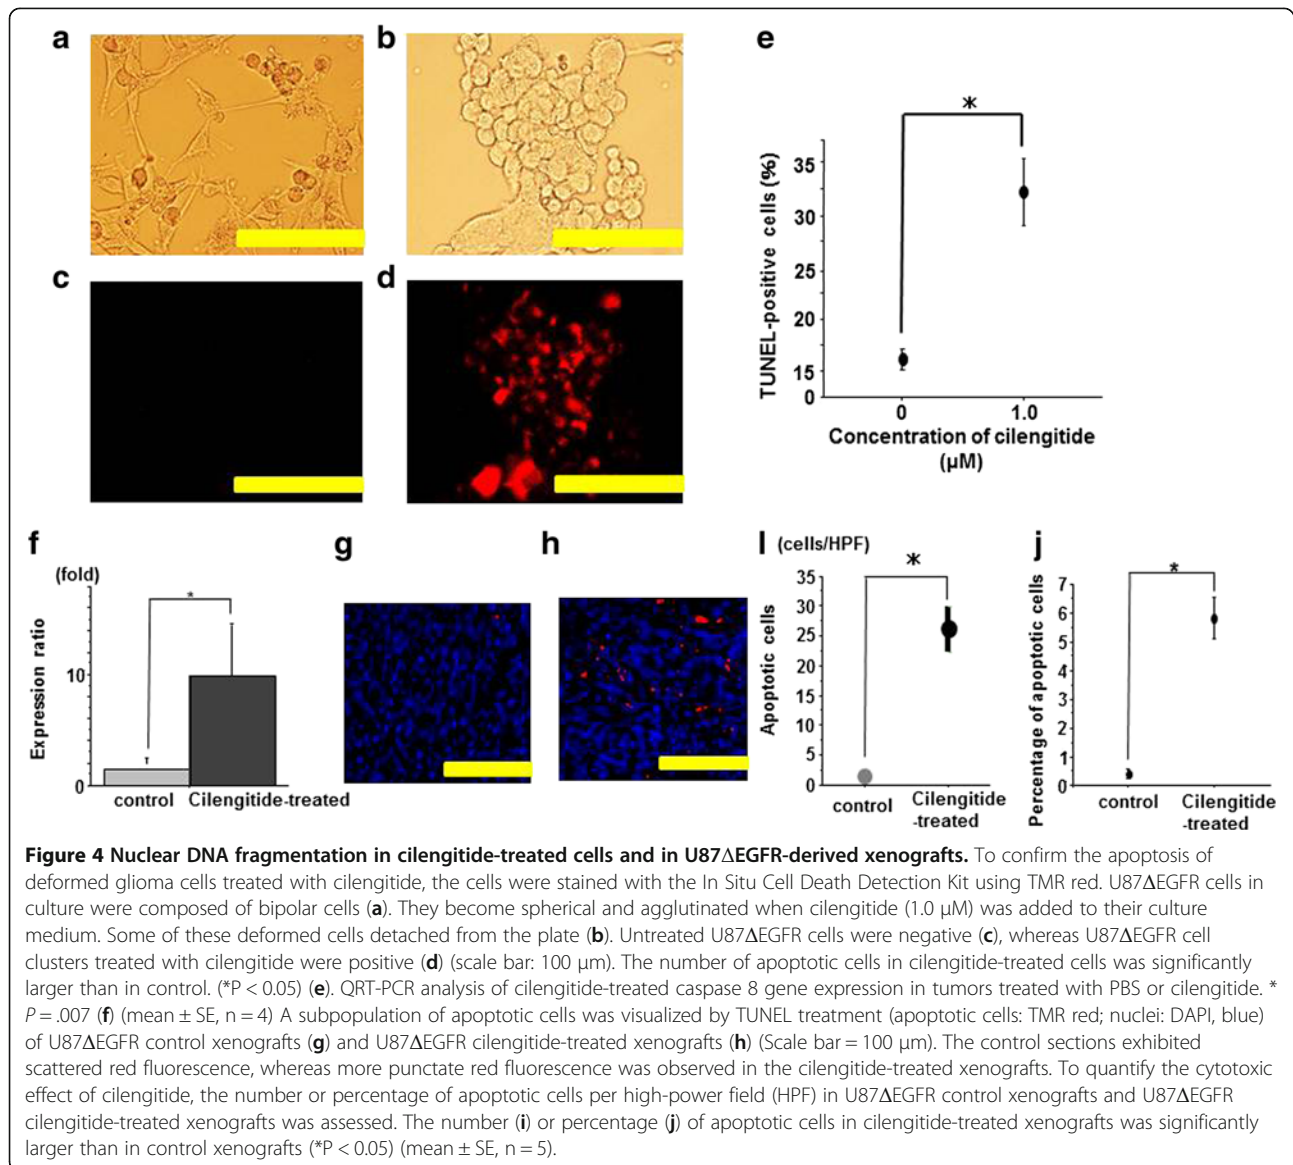 a
b
e
*
TUNEL-positive cells (%)
35
30
25
20
15
0
0
1.0
Concentration of cilengitide
(µM)
c
d
f
(fold)
Expression ratio
10
0
*
control
Cilengitide-treated
g
h
I
(cells/HPF)
Apoptotic cells
35
30
25
20
15
10
5
0
*
control
Cilengitide
-treated
j
Percentage of apoptotic cells
7
6
5
4
3
2
1
0
*
control
Cilengitide
-treated
Figure 4 Nuclear DNA fragmentation in cilengitide-treated cells and in U87ΔEGFR-derived xenografts. To confirm the apoptosis of
deformed glioma cells treated with cilengitide, the cells were stained with the In Situ Cell Death Detection Kit using TMR red. U87ΔEGFR cells in
culture were composed of bipolar cells (a). They become spherical and agglutinated when cilengitide (1.0 µM) was added to their culture
medium. Some of these deformed cells detached from the plate (b). Untreated U87ΔEGFR cells were negative (c), whereas U87ΔEGFR cell
clusters treated with cilengitide were positive (d) (scale bar: 100 µm). The number of apoptotic cells in cilengitide-treated cells was significantly
larger than in control. (*P < 0.05) (e). QRT-PCR analysis of cilengitide-treated caspase 8 gene expression in tumors treated with PBS or cilengitide. *
P = .007 (f) (mean ± SE, n = 4) A subpopulation of apoptotic cells was visualized by TUNEL treatment (apoptotic cells: TMR red; nuclei: DAPI, blue)
of U87ΔEGFR control xenografts (g) and U87ΔEGFR cilengitide-treated xenografts (h) (Scale bar = 100 µm). The control sections exhibited
scattered red fluorescence, whereas more punctate red fluorescence was observed in the cilengitide-treated xenografts. To quantify the cytotoxic
effect of cilengitide, the number or percentage of apoptotic cells per high-power field (HPF) in U87ΔEGFR control xenografts and U87ΔEGFR
cilengitide-treated xenografts was assessed. The number (i) or percentage (j) of apoptotic cells in cilengitide-treated xenografts was significantly
larger than in control xenografts (*P < 0.05) (mean ± SE, n = 5).